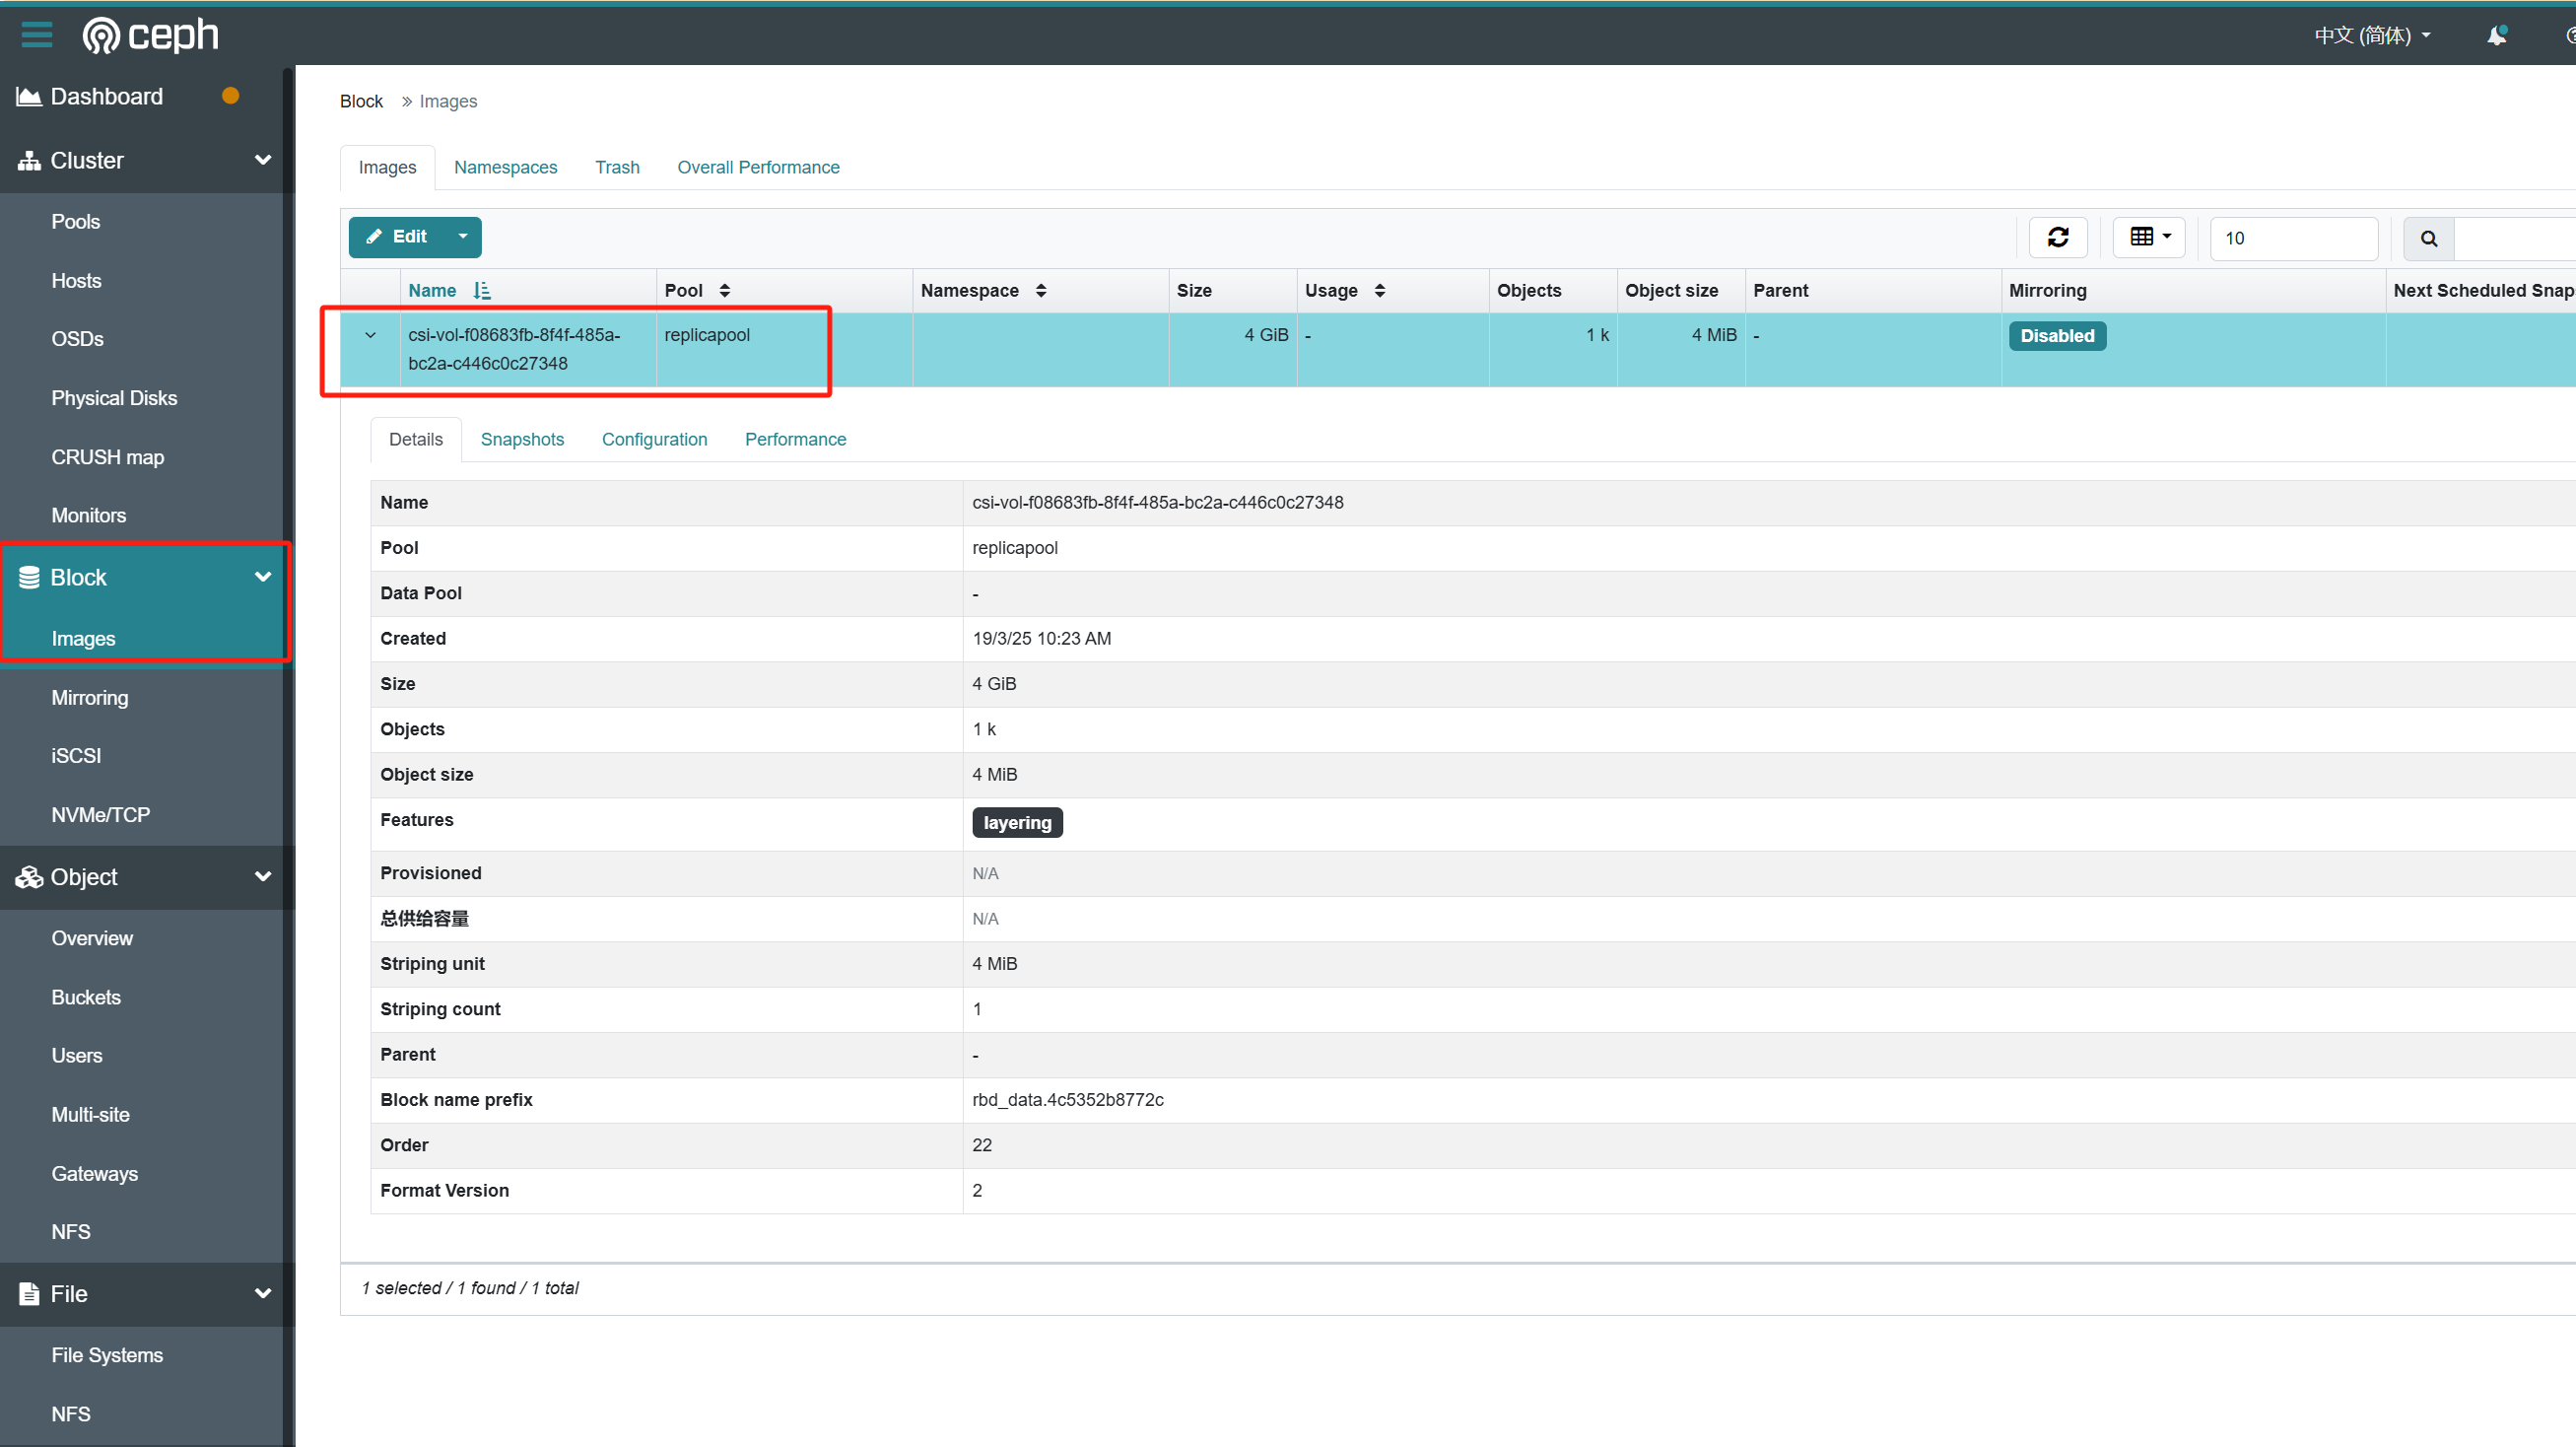 ceph
中文 (简体)
Dashboard
Cluster
Pools
Hosts
OSDs
Physical Disks
CRUSH map
Monitors
Block
Images
Mirroring
iSCSI
NVMe/TCP
Object
Overview
Buckets
Users
Multi-site
Gateways
NFS
File
File Systems
NFS
Block » Images
Images Namespaces Trash Overall Performance
Edit 10
Name Pool Namespace Size Usage Objects Object size Parent Mirroring Next Scheduled Snap
csi-vol-f08683fb-8f4f-485a- replicapool 4 GiB - 1 k 4 MiB - Disabled
bc2a-c446c0c27348
Details Snapshots Configuration Performance
Name csi-vol-f08683fb-8f4f-485a-bc2a-c446c0c27348
Pool replicapool
Data Pool -
Created 19/3/25 10:23 AM
Size 4 GiB
Objects 1 k
Object size 4 MiB
Features layering
Provisioned N/A
总供给容量 N/A
Striping unit 4 MiB
Striping count 1
Parent -
Block name prefix rbd_data.4c5352b8772c
Order 22
Format Version 2
1 selected / 1 found / 1 total